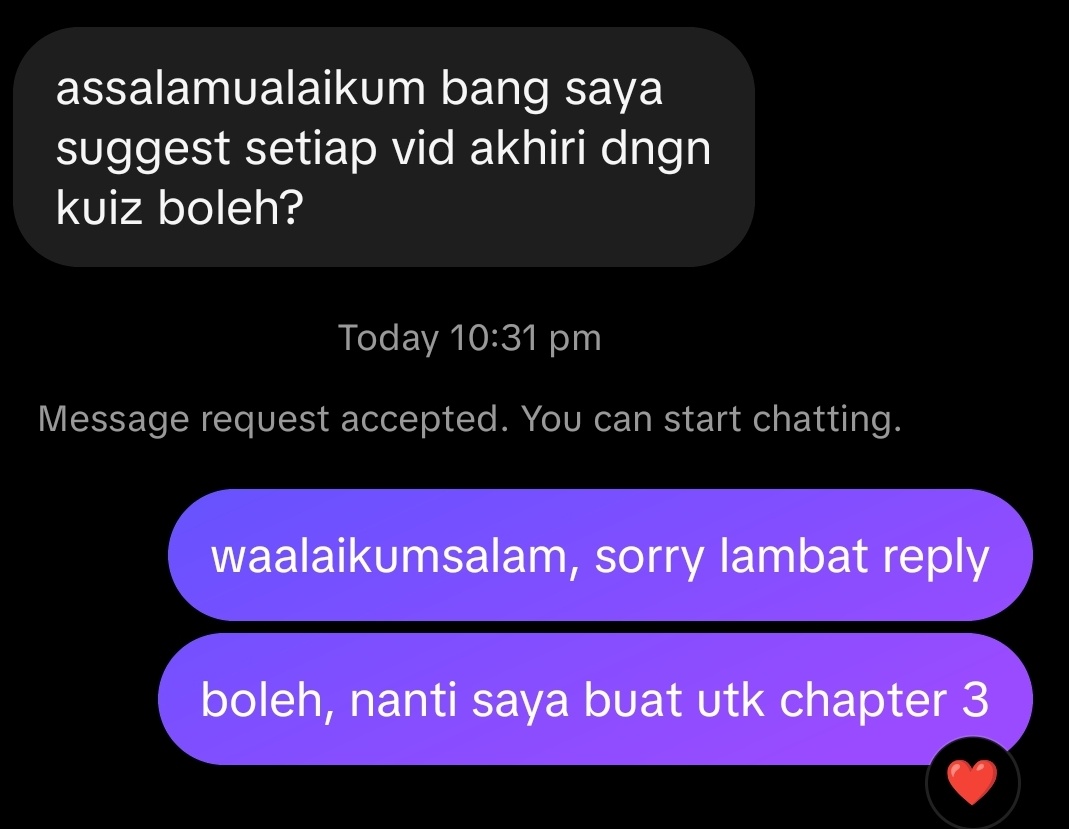 assalamualaikum bang saya
suggest setiap vid akhiri dngn
kuiz boleh?
Today 10:31 pm
Message request accepted. You can start chatting.
waalaikumsalam, sorry lambat reply
boleh, nanti saya buat utk chapter 3